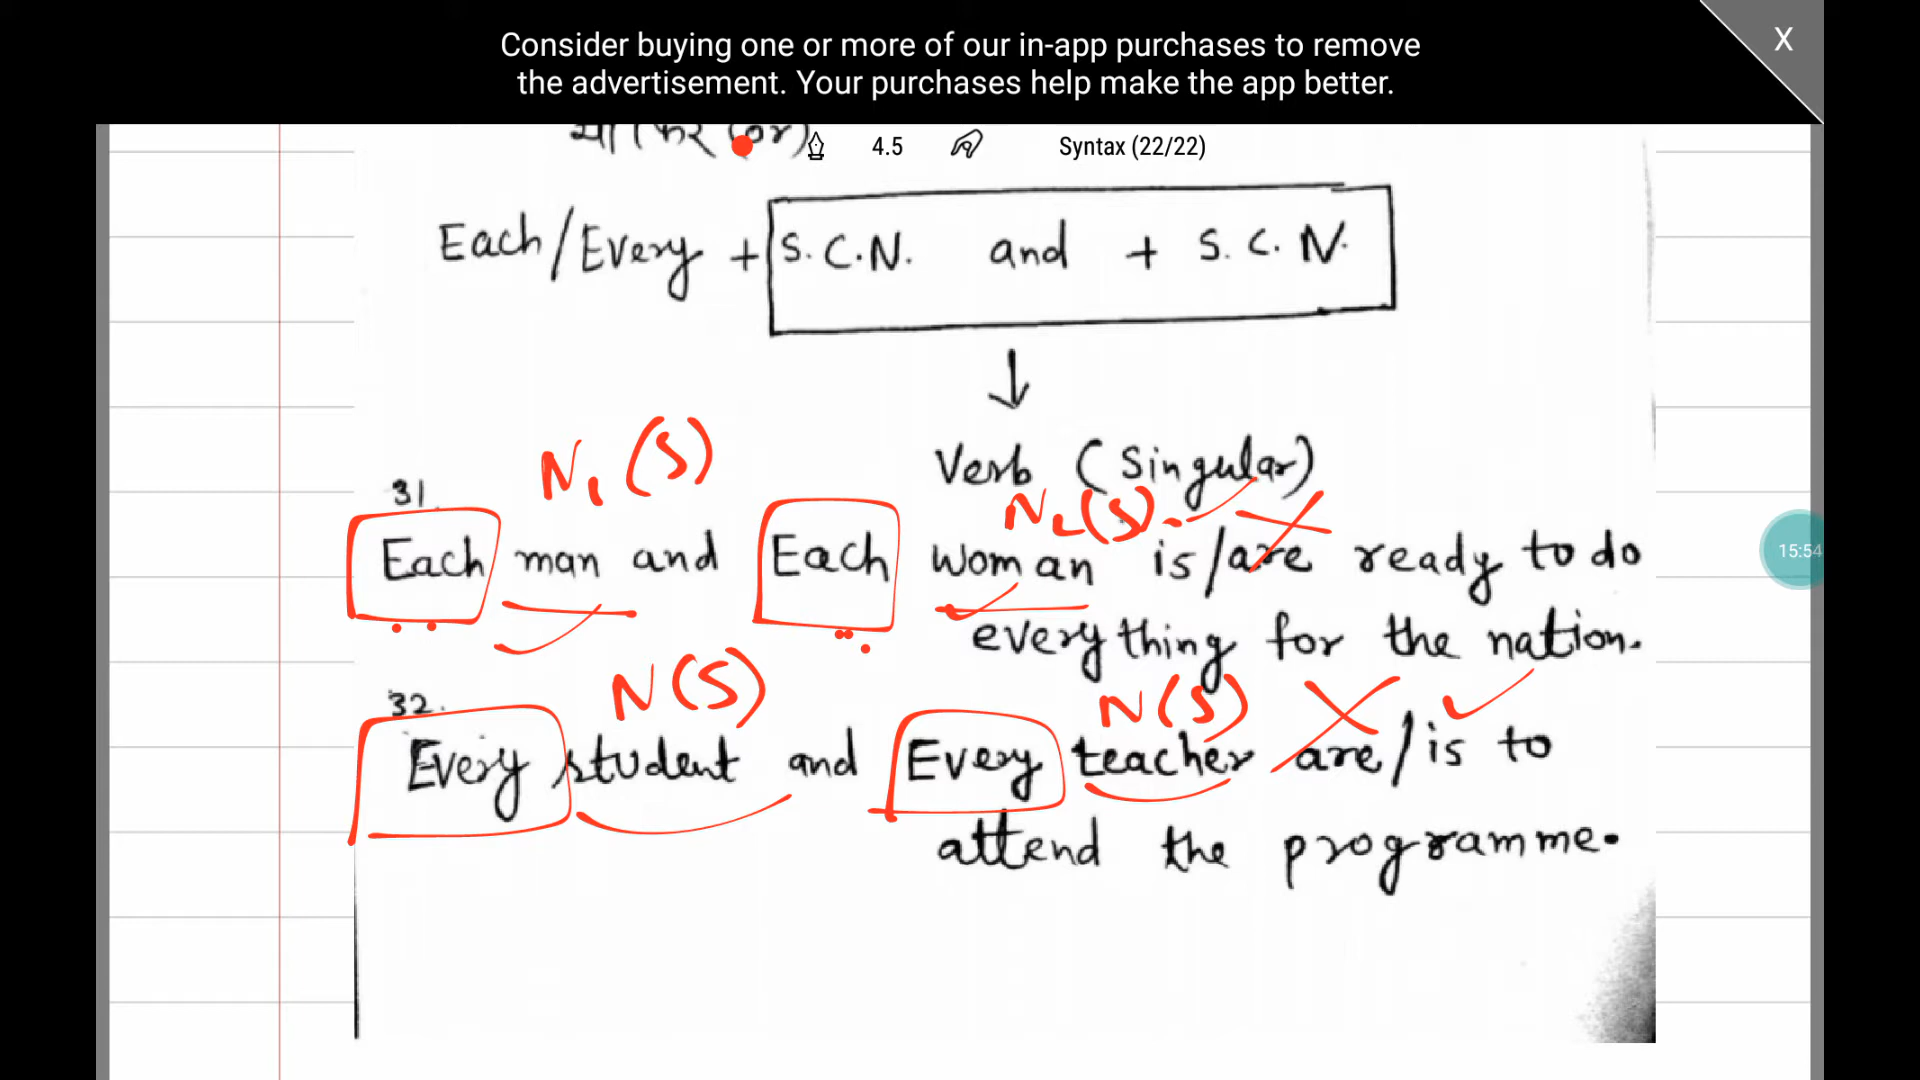 Consider buying one or more of our in-app purchases to remove
the advertisement. Your purchases help make the app better.
X
या फिर (or)
4.5
Syntax (22/22)
Each/Every + S.C.N. and + S.C.N.
↓
Verb (Singular)
N₁ (S)
N₂(S)
31.
Each man and Each woman is/are ready to do
everything for the nation.
15:54
N(S)
N(S)
32.
Every student and Every teacher are/is to
attend the programme.